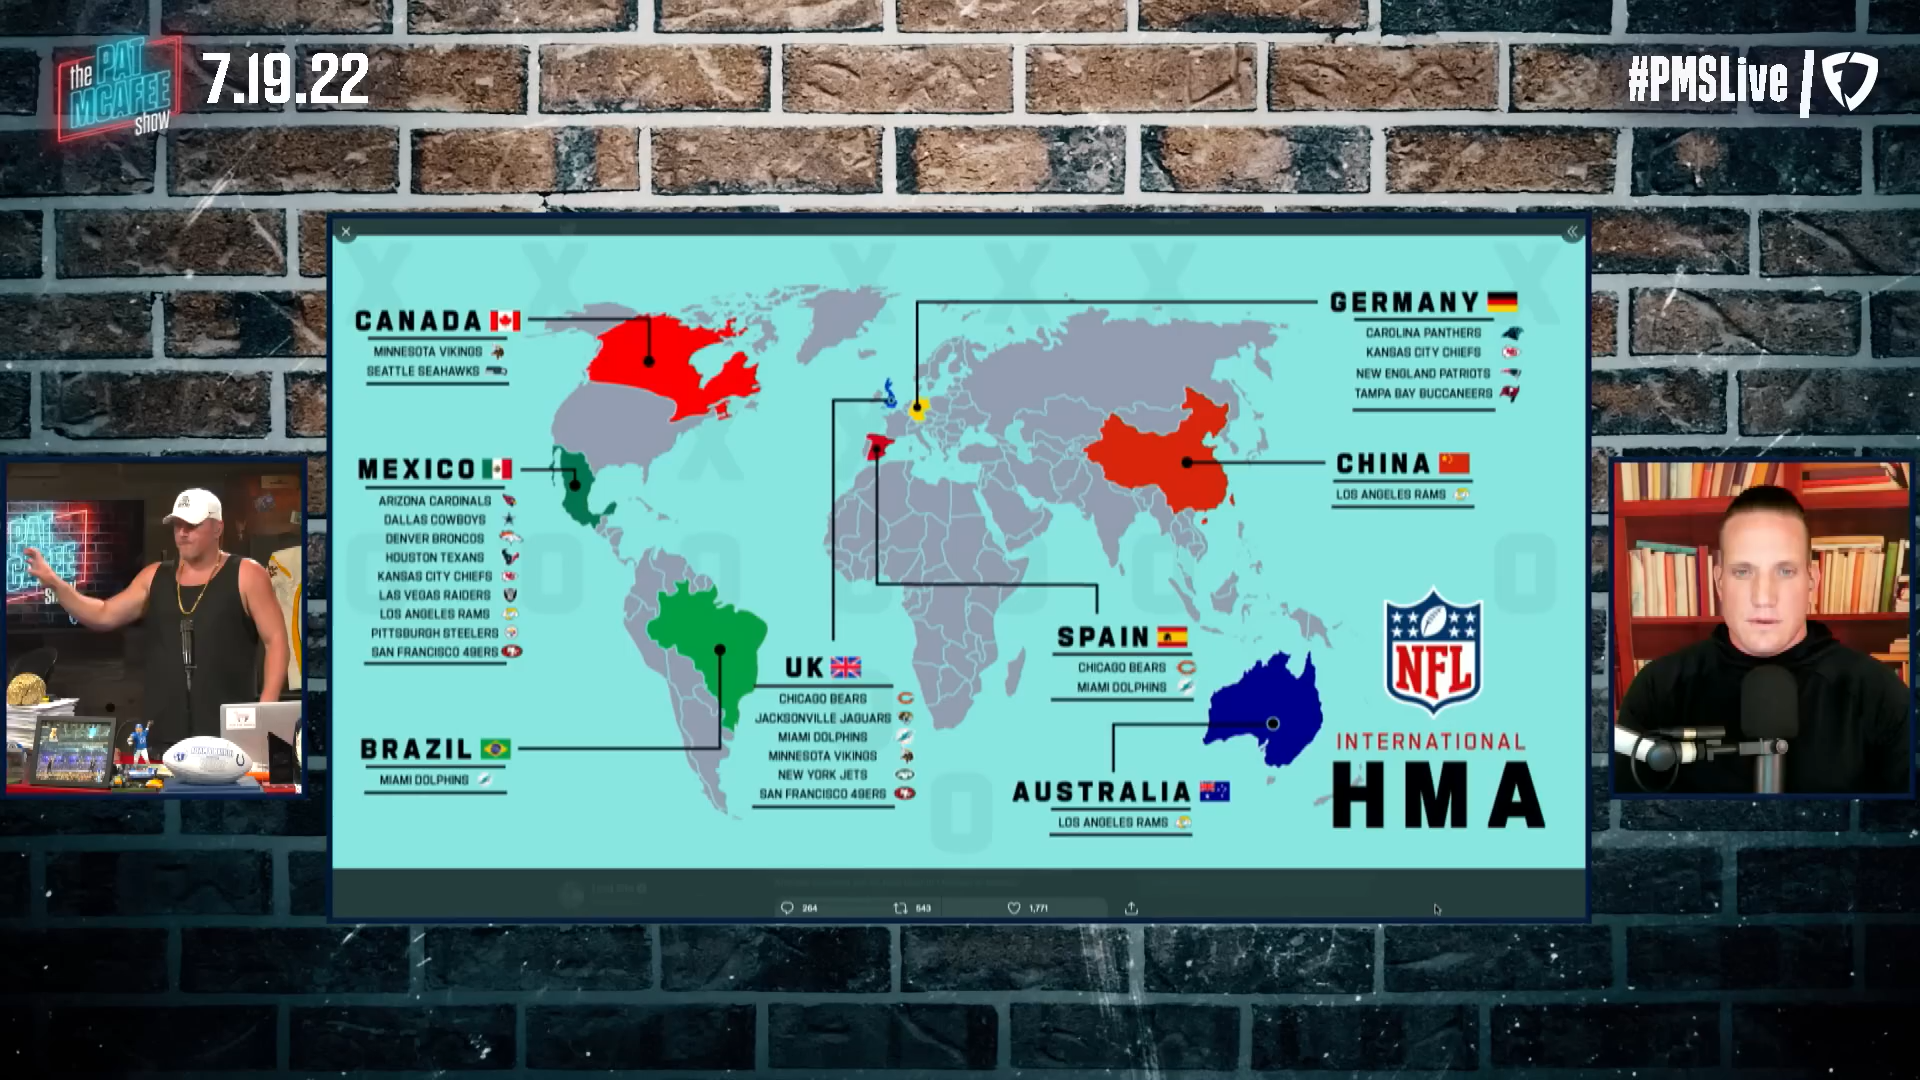 the PAT MCAFEE show
7.19.22
#PMSLive
CANADA
MINNESOTA VIKINGS
SEATTLE SEAHAWKS
MEXICO
ARIZONA CARDINALS
DALLAS COWBOYS
DENVER BRONCOS
HOUSTON TEXANS
KANSAS CITY CHIEFS
LAS VEGAS RAIDERS
LOS ANGELES RAMS
PITTSBURGH STEELERS
SAN FRANCISCO 49ERS
BRAZIL
MIAMI DOLPHINS
UK
CHICAGO BEARS
JACKSONVILLE JAGUARS
MIAMI DOLPHINS
MINNESOTA VIKINGS
NEW YORK JETS
SAN FRANCISCO 49ERS
GERMANY
CAROLINA PANTHERS
KANSAS CITY CHIEFS
NEW ENGLAND PATRIOTS
TAMPA BAY BUCCANEERS
CHINA
LOS ANGELES RAMS
SPAIN
CHICAGO BEARS
MIAMI DOLPHINS
AUSTRALIA
LOS ANGELES RAMS
NFL
INTERNATIONAL
HMA
264
543
1,771